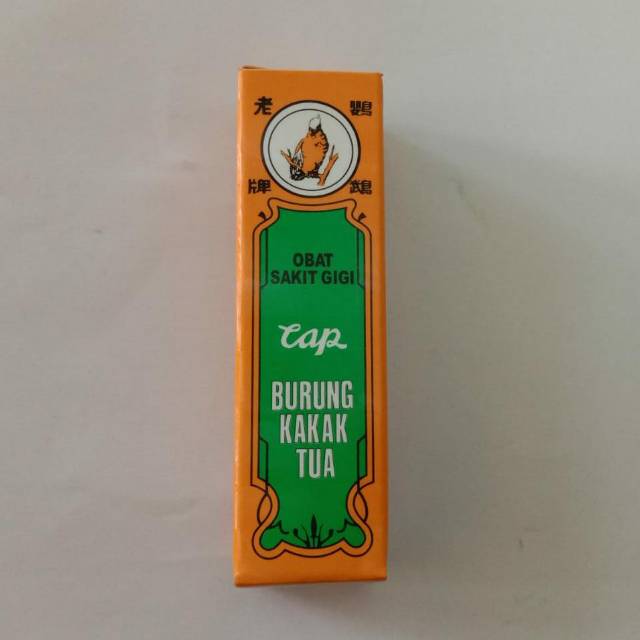 老 鸚
牌 鵡
OBAT
SAKIT GIGI
Cap
BURUNG
KAKAK
TUA